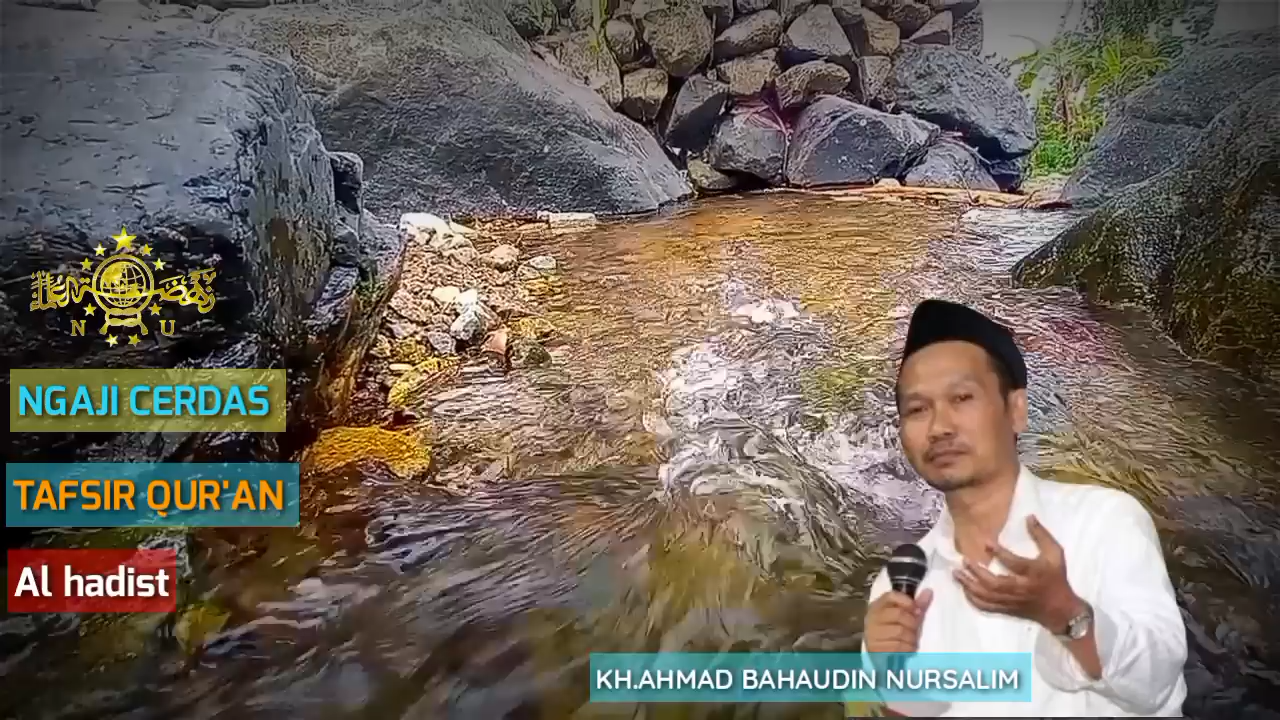 N U
NGAJI CERDAS
TAFSIR QUR'AN
Al hadist
KH.AHMAD BAHAUDIN NURSALIM